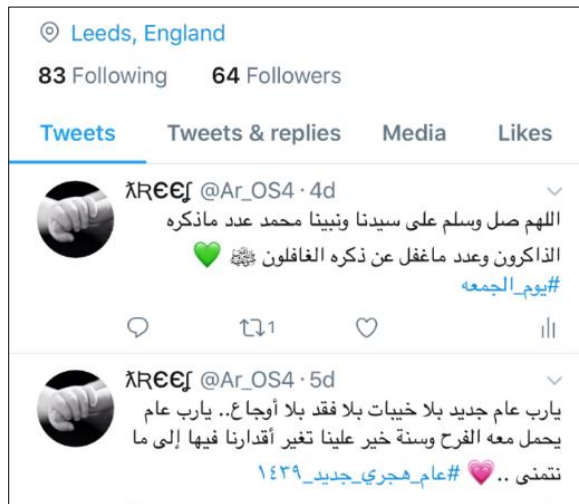 Leeds, England
83 Following 64 Followers
Tweets Tweets & replies Media Likes
ƛƦЄЄʆ @Ar_OS4 · 4d
اللهم صل وسلم على سيدنا ونبينا محمد عدد ماذكره
الذاكرون وعدد ماغفل عن ذكره الغافلون ﷺ 💚
#يوم_الجمعه
1
ƛƦЄЄʆ @Ar_OS4 · 5d
يارب عام جديد بلا خيبات بلا فقد بلا أوجاع.. يارب عام
يحمل معه الفرح وسنة خير علينا تغير أقدارنا فيها إلى ما
نتمنى ..💗 #عام_هجري_جديد_١٤٣٩